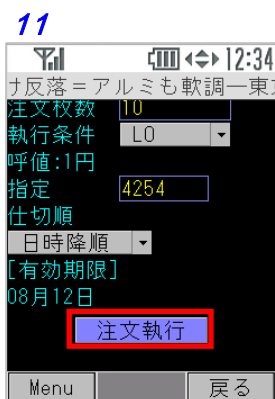 11
12:34
反落＝アルミも軟調―東
注文枚数 10
執行条件 LO
呼値:1円
指定 4254
仕切順
日時降順
[有効期限]
08月12日
注文執行
Menu 戻る